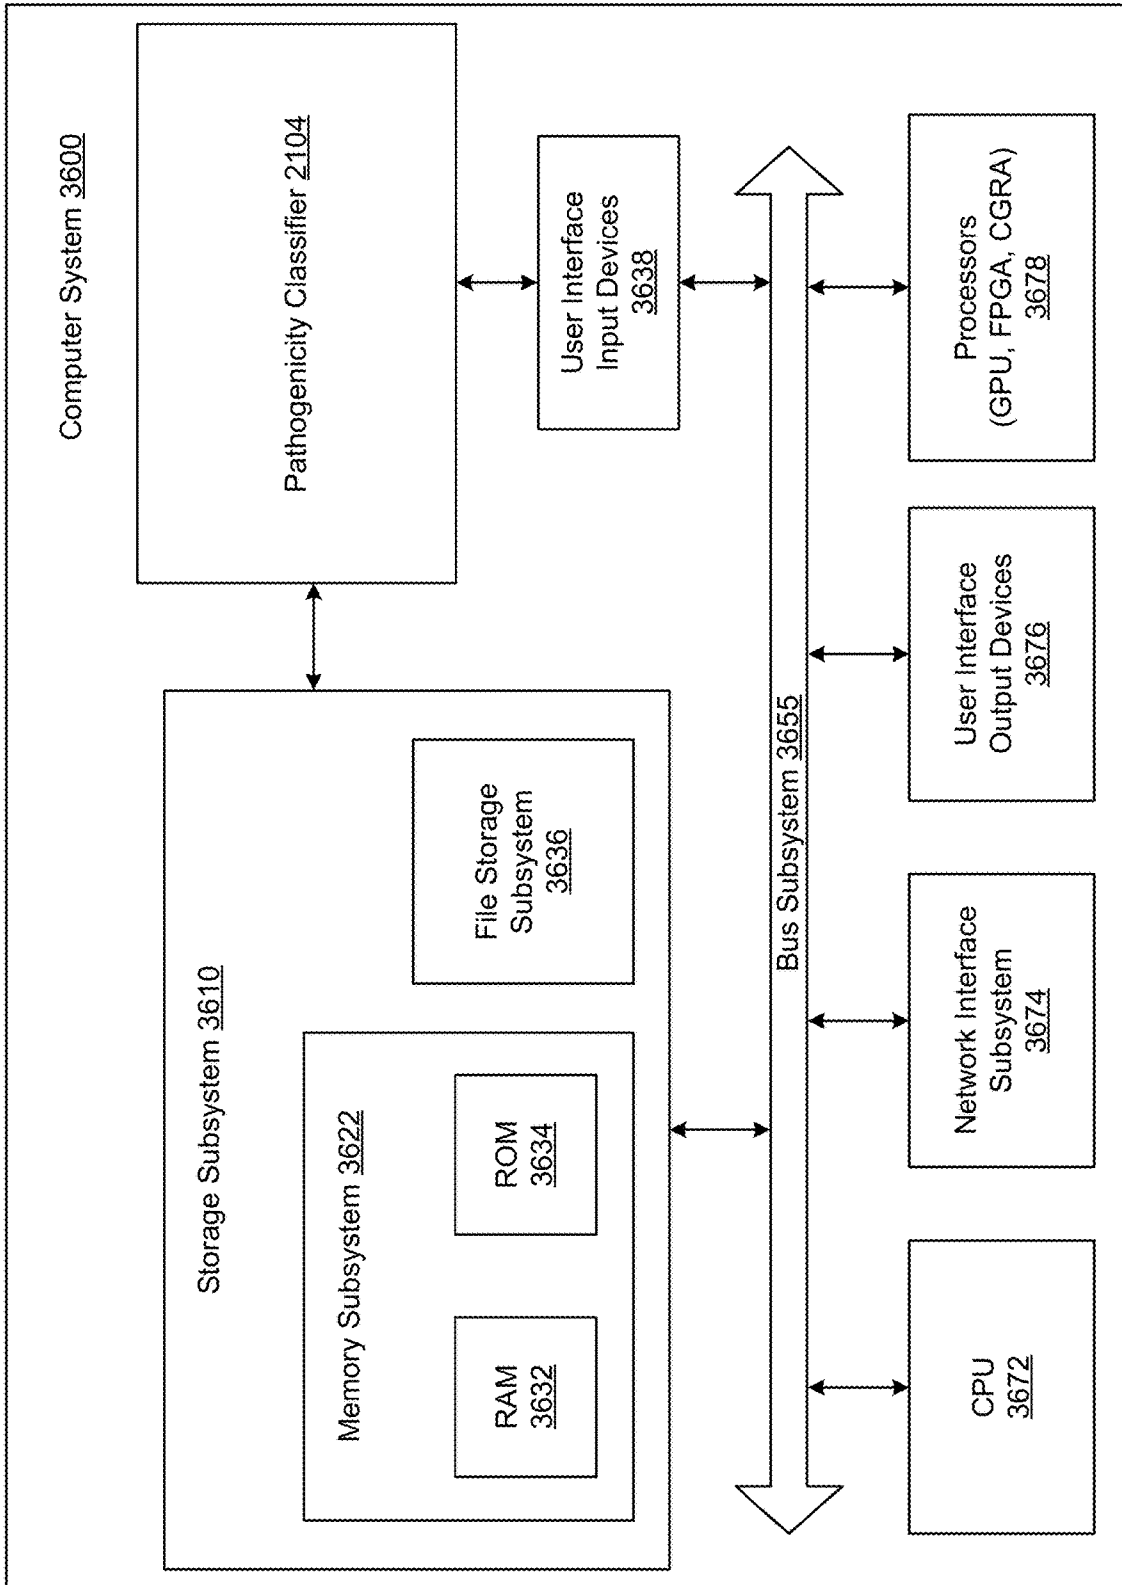 Computer System 3600
Storage Subsystem 3610
Memory Subsystem 3622
RAM
3632
ROM
3634
File Storage
Subsystem
3636
Pathogenicity Classifier 2104
User Interface
Input Devices
3638
Bus Subsystem 3655
CPU
3672
Network Interface
Subsystem
3674
User Interface
Output Devices
3676
Processors
(GPU, FPGA, CGRA)
3678